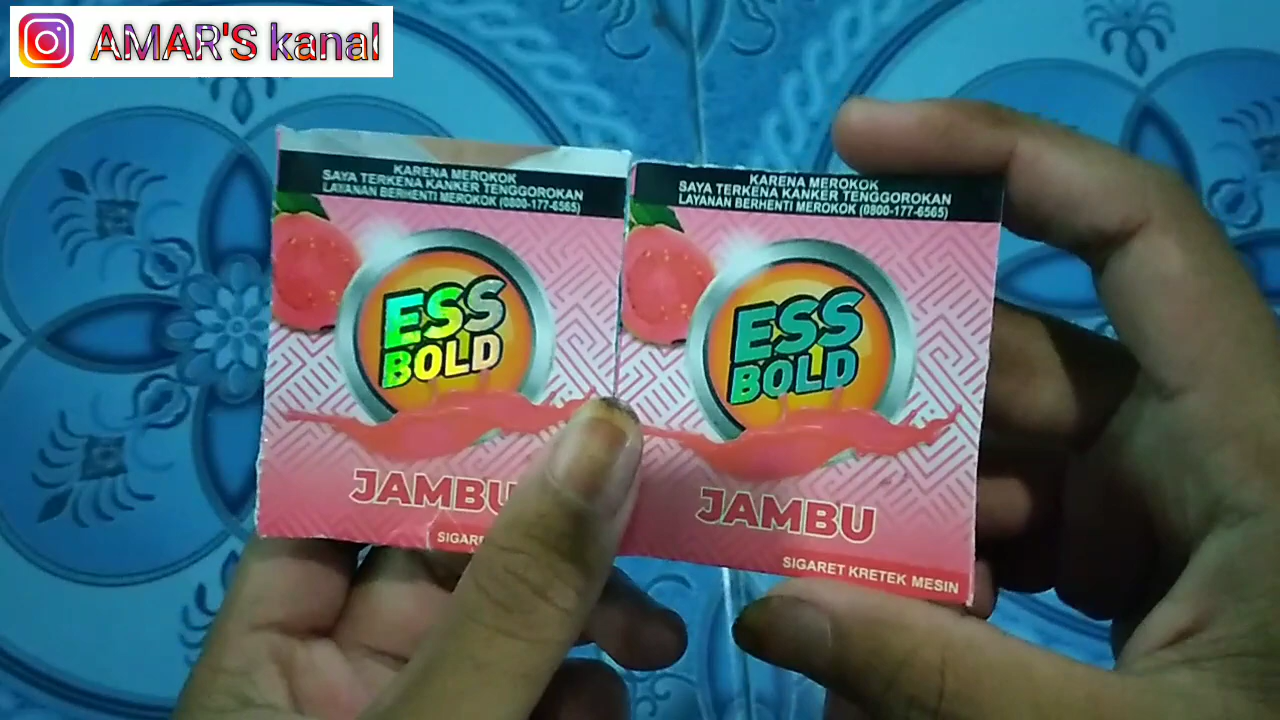 AMAR'S kanal
KARENA MEROKOK
SAYA TERKENA KANKER TENGGOROKAN
LAYANAN BERHENTI MEROKOK (0800-177-6565)
ESS
BOLD
JAMBU
KARENA MEROKOK
SAYA TERKENA KANKER TENGGOROKAN
LAYANAN BERHENTI MEROKOK (0800-177-6565)
ESS
BOLD
JAMBU
SIGARET KRETEK MESIN